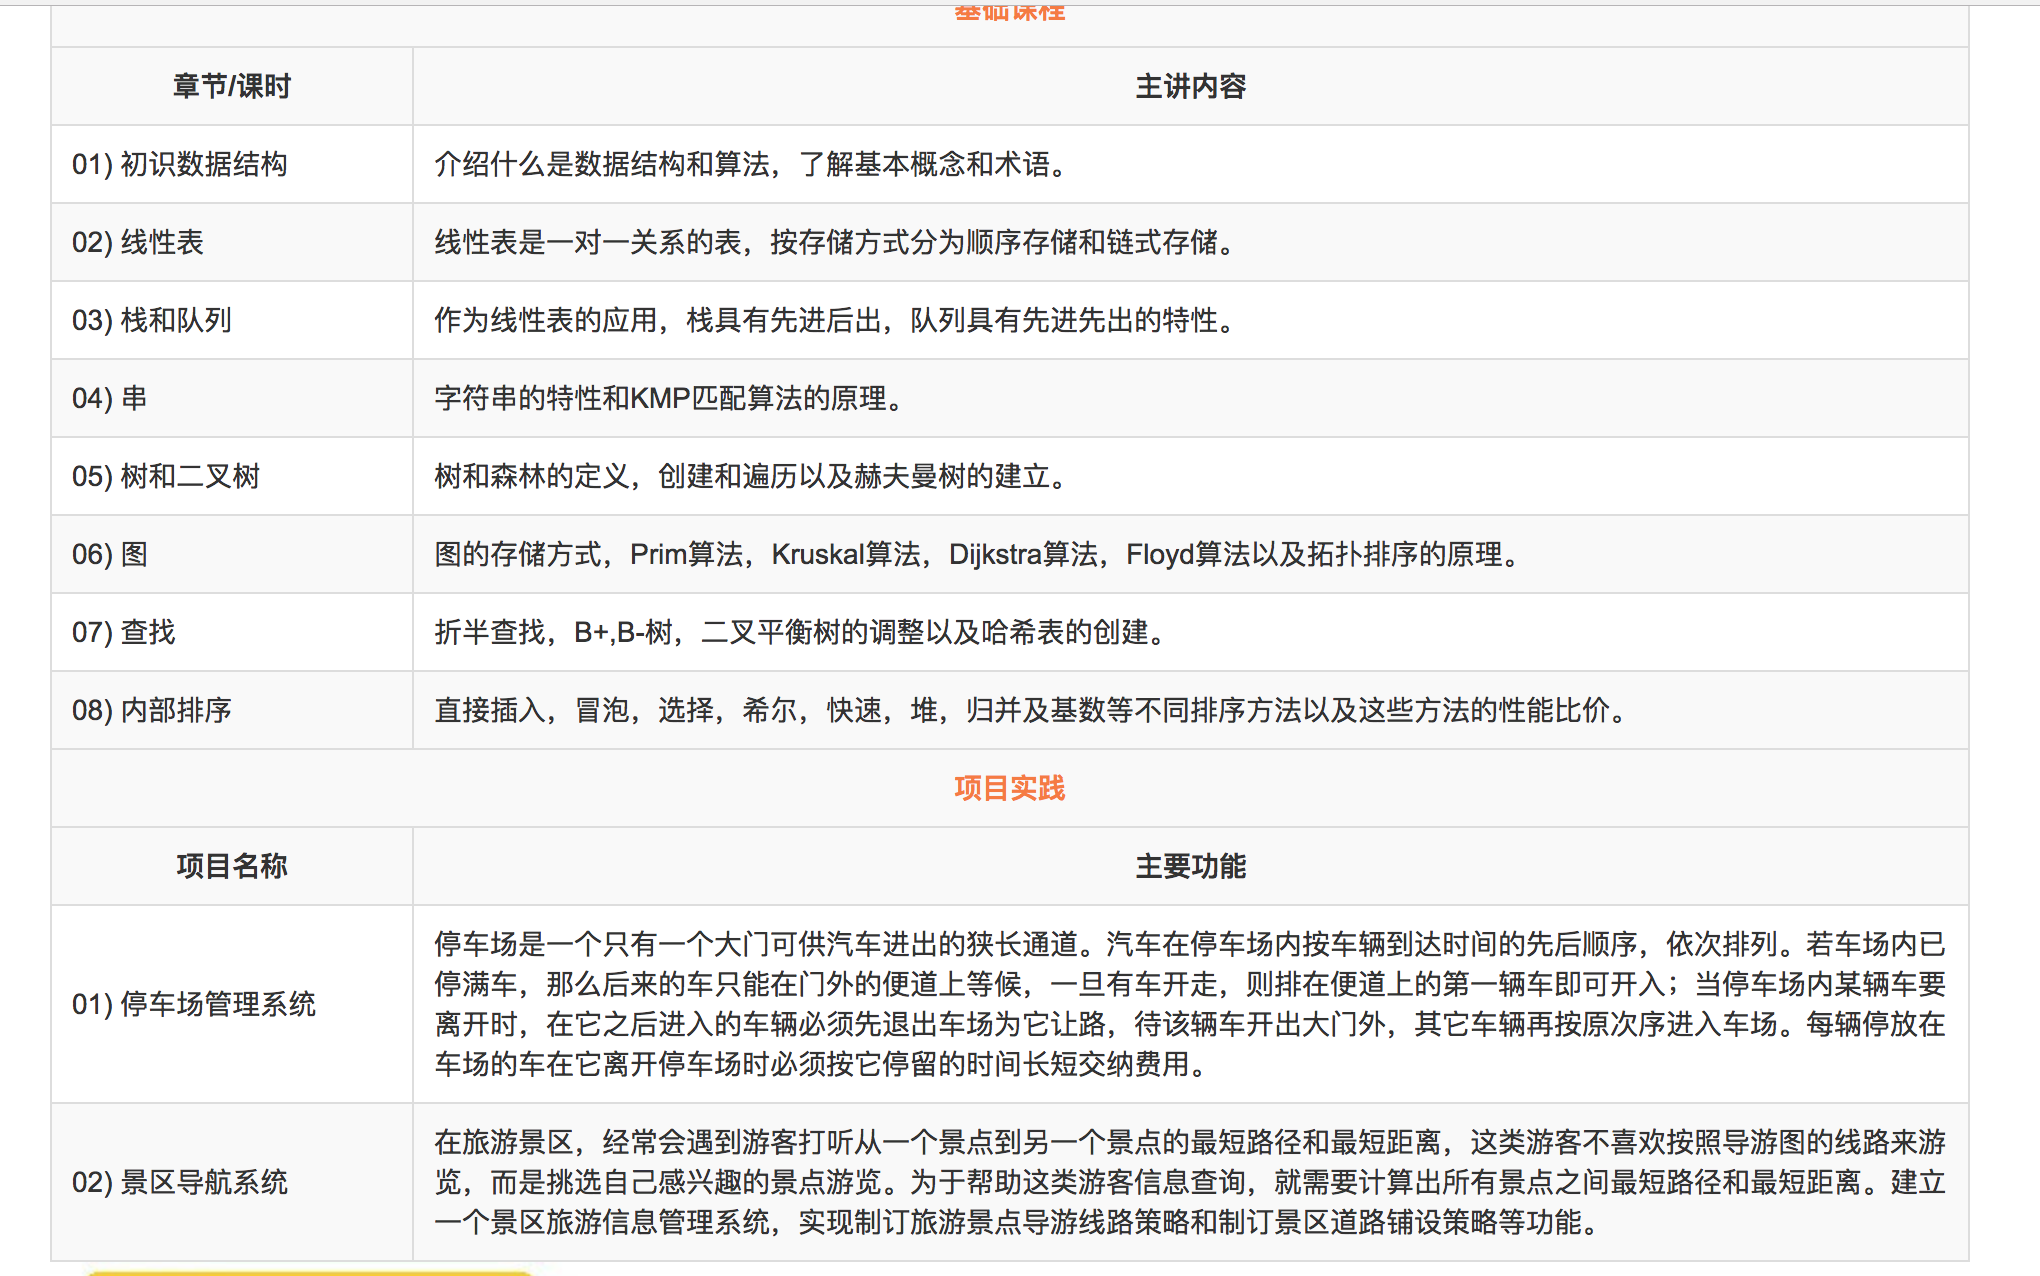 基础课程
章节/课时
主讲内容
01) 初识数据结构
介绍什么是数据结构和算法，了解基本概念和术语。
02) 线性表
线性表是一对一关系的表，按存储方式分为顺序存储和链式存储。
03) 栈和队列
作为线性表的应用，栈具有先进后出，队列具有先进先出的特性。
04) 串
字符串的特性和KMP匹配算法的原理。
05) 树和二叉树
树和森林的定义，创建和遍历以及赫夫曼树的建立。
06) 图
图的存储方式，Prim算法，Kruskal算法，Dijkstra算法，Floyd算法以及拓扑排序的原理。
07) 查找
折半查找，B+,B-树，二叉平衡树的调整以及哈希表的创建。
08) 内部排序
直接插入，冒泡，选择，希尔，快速，堆，归并及基数等不同排序方法以及这些方法的性能比价。
项目实践
项目名称
主要功能
01) 停车场管理系统
停车场是一个只有一个大门可供汽车进出的狭长通道。汽车在停车场内按车辆到达时间的先后顺序，依次排列。若车场内已
停满车，那么后来的车只能在门外的便道上等候，一旦有车开走，则排在便道上的第一辆车即可开入；当停车场内某辆车要
离开时，在它之后进入的车辆必须先退出车场为它让路，待该辆车开出大门外，其它车辆再按原次序进入车场。每辆停放在
车场的车在它离开停车场时必须按它停留的时间长短交纳费用。
02) 景区导航系统
在旅游景区，经常会遇到游客打听从一个景点到另一个景点的最短路径和最短距离，这类游客不喜欢按照导游图的线路来游
览，而是挑选自己感兴趣的景点游览。为于帮助这类游客信息查询，就需要计算出所有景点之间最短路径和最短距离。建立
一个景区旅游信息管理系统，实现制订旅游景点导游线路策略和制订景区道路铺设策略等功能。